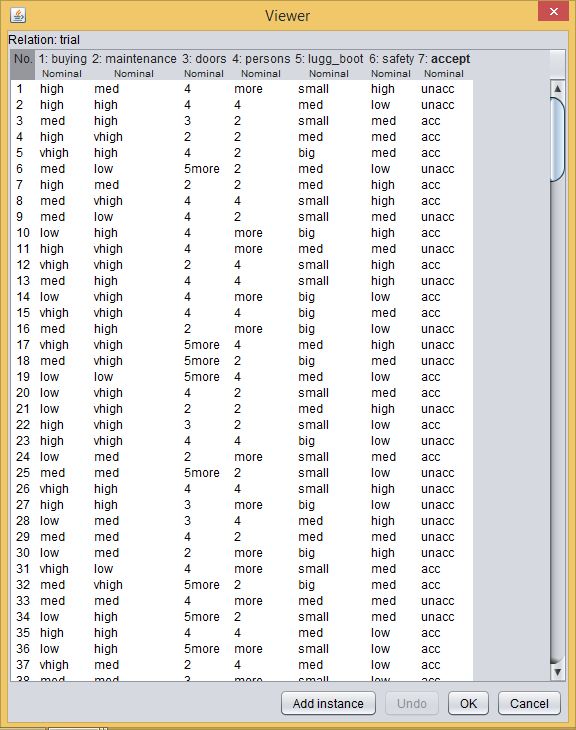 Viewer
Relation: trial
No. 1: buying 2: maintenance 3: doors 4: persons 5: lugg_boot 6: safety 7: accept
Nominal Nominal Nominal Nominal Nominal Nominal Nominal
1 high med 4 more small high unacc
2 high high 4 4 med low unacc
3 med high 3 2 small med acc
4 high vhigh 2 2 med med acc
5 vhigh high 4 2 big med acc
6 med low 5more 2 med low unacc
7 high med 2 2 med high acc
8 med vhigh 4 4 small high acc
9 med low 4 2 small med unacc
10 low high 4 more big high acc
11 high vhigh 4 more med med unacc
12 vhigh vhigh 2 4 small high acc
13 med high 4 4 small high acc
14 low vhigh 4 more big low acc
15 vhigh vhigh 4 4 big med acc
16 med high 2 more big low unacc
17 vhigh vhigh 5more 4 med high unacc
18 med vhigh 5more 2 big med unacc
19 low low 5more 4 med low acc
20 low vhigh 4 2 small med acc
21 low vhigh 2 2 med high unacc
22 high vhigh 3 2 small low acc
23 high vhigh 4 4 big low unacc
24 low med 2 more small med acc
25 med med 5more 2 small low unacc
26 vhigh high 4 4 small high unacc
27 high high 3 more big low unacc
28 low med 3 4 med high unacc
29 med med 4 2 med med acc
30 low med 2 more big high unacc
31 vhigh low 4 more small med acc
32 med vhigh 5more 2 big med acc
33 med med 4 more med med unacc
34 low high 5more 2 small med unacc
35 high high 4 4 med low acc
36 low high 5more more small low acc
37 vhigh med 2 4 med low unacc
38 med med 3 more small low acc
Add instance Undo OK Cancel